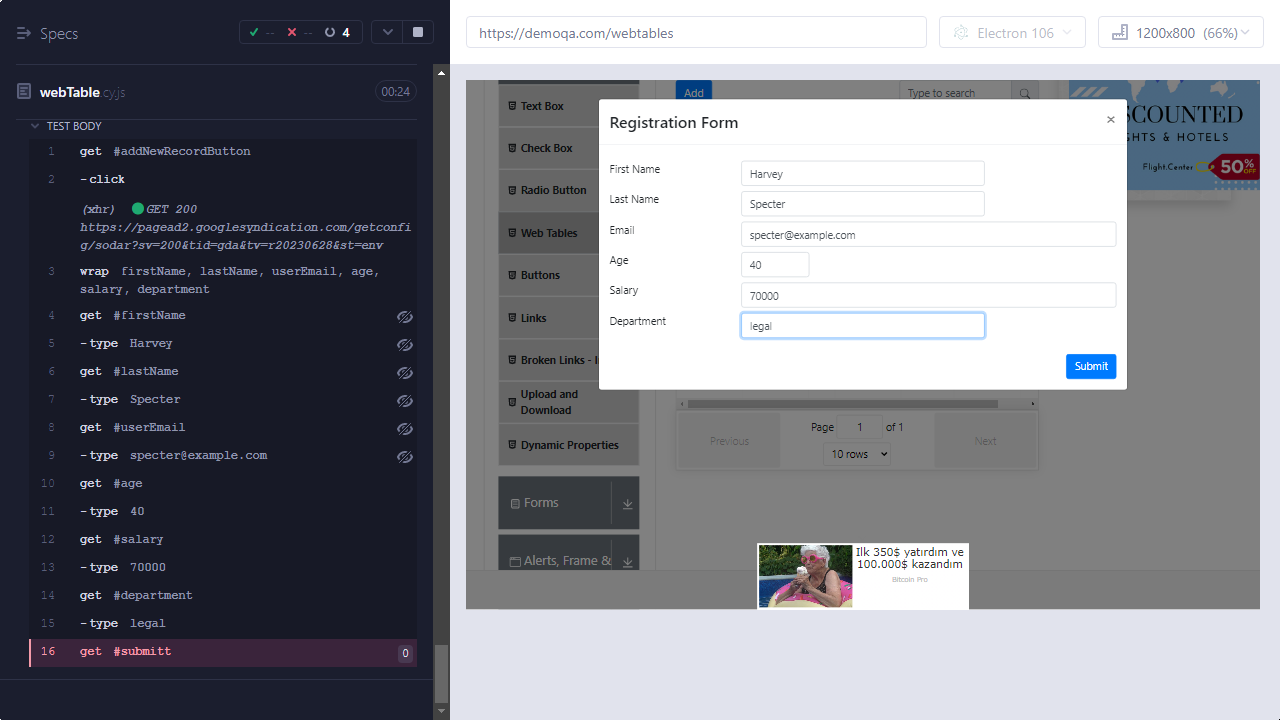 Specs
--
--
4
webTable.cy.js
00:24
TEST BODY
1 get #addNewRecordButton
2 -click
(xhr) GET 200
https://pagead2.googlesyndication.com/getconfi
g/sodar?sv=200&tid=gda&tv=r20230628&st=env
3 wrap firstName, lastName, userEmail, age,
salary, department
4 get #firstName
5 -type Harvey
6 get #lastName
7 -type Specter
8 get #userEmail
9 -type specter@example.com
10 get #age
11 -type 40
12 get #salary
13 -type 70000
14 get #department
15 -type legal
16 get #submitt 0
https://demoqa.com/webtables
Electron 106
1200x800 (66%)
Text Box
Check Box
Radio Button
Web Tables
Buttons
Links
Broken Links - I
Upload and
Download
Dynamic Properties
Forms
Alerts, Frame &
Add
Type to search
Registration Form
×
First Name Harvey
Last Name Specter
Email specter@example.com
Age 40
Salary 70000
Department legal
Submit
Previous
Page 1 of 1
10 rows
Next
SCOUNTED
GHTS & HOTELS
Flight.Center
50%
OFF
Ilk 350$ yatırdım ve
100.000$ kazandım
Bitcoin Pro